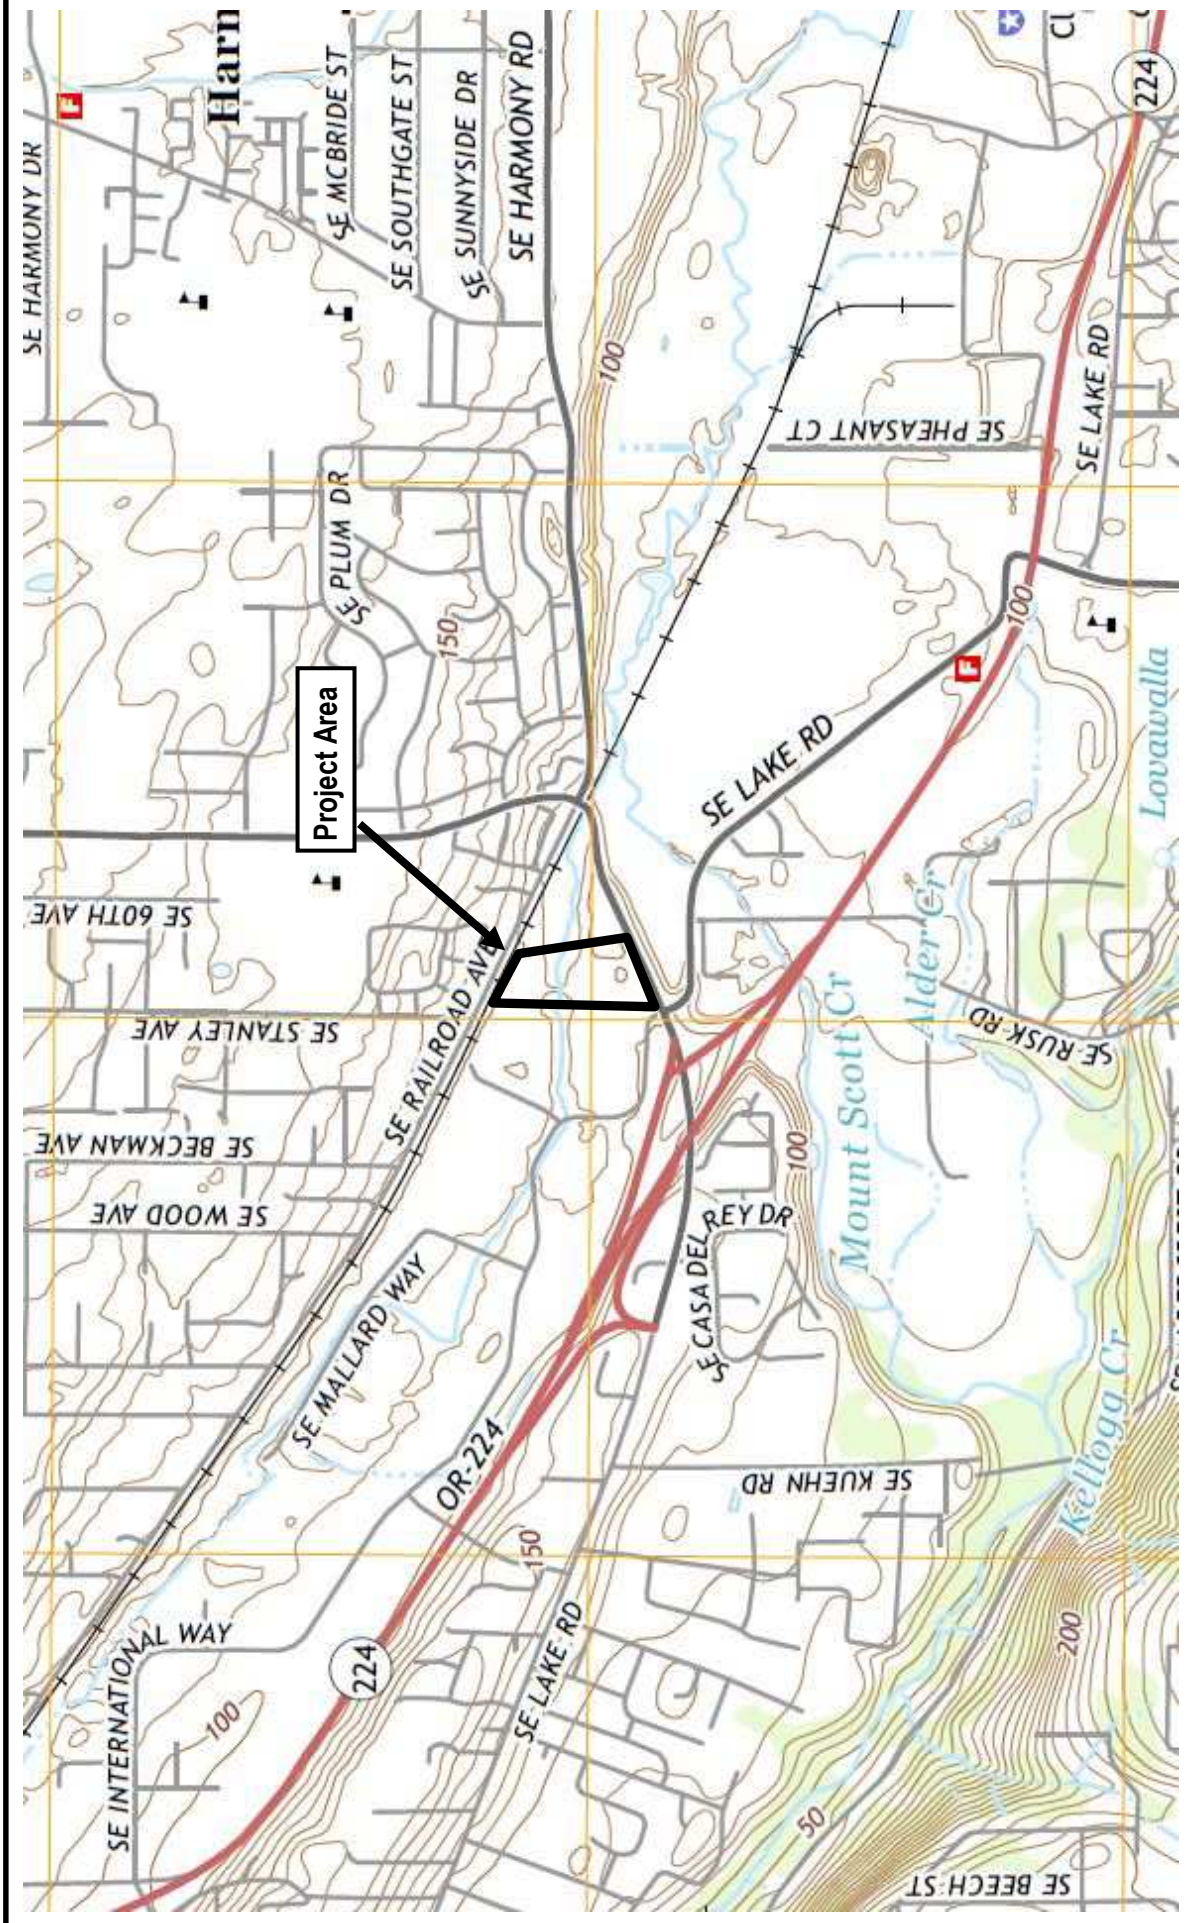 SE HARMONY DR
Harm
SE MCBRIDE ST
SE SOUTHGATE ST
SE SUNNYSIDE DR
SE HARMONY RD
F
224
SE LAKE RD
SE PHEASANT CT
100
SE PLUM DR
150
Project Area
SE 60TH AVE
SE STANLEY AVE
SE RAILROAD AVE
SE BECKMAN AVE
SE WOOD AVE
SE LAKE RD
F
100
Lovawalla
Alder Cr
SE RUSK RD
Mount Scott Cr
100
SE CASA DEL REY DR
SE MALLARD WAY
OR-224
SE KUEHN RD
Kellogg Cr
150
SE INTERNATIONAL WAY
224
100
SE LAKE RD
200
50
SE BEECH ST